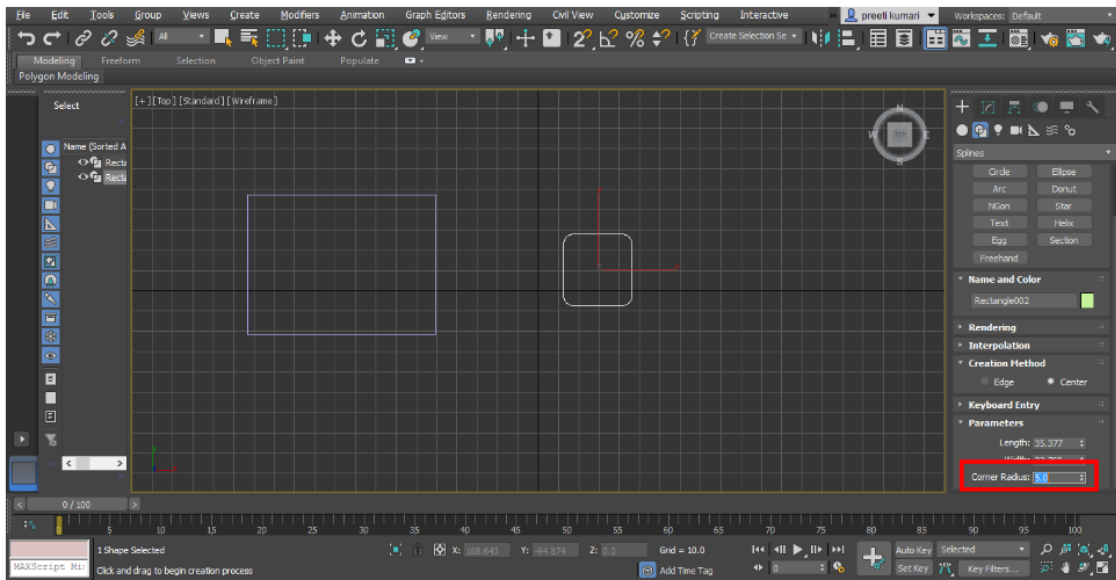 File Edit Tools Group Views Create Modifiers Animation Graph Editors Rendering Civil View Customize Scripting Interactive » preeti kumari Workspaces: Default
All View Create Selection Se
Modeling Freeform Selection Object Paint Populate
Polygon Modeling
Select
[+] [Top] [Standard] [Wireframe]
Name (Sorted A
Recta
Recta
N
W TOP E
S
Splines
Circle Ellipse
Arc Donut
NGon Star
Text Helix
Egg Section
Freehand
Name and Color
Rectangle002
Rendering
Interpolation
Creation Method
Edge Center
Keyboard Entry
Parameters
Length: 35.377
Width:
Corner Radius: 5.0
< >
< 0 / 100 >
0 5 10 15 20 25 30 35 40 45 50 55 60 65 70 75 80 85 90 95 100
1 Shape Selected X: 168.643 Y: -94.874 Z: 0.0 Grid = 10.0 Auto Key Selected
MAXScript Mi: Click and drag to begin creation process Add Time Tag 0 Set Key Key Filters...